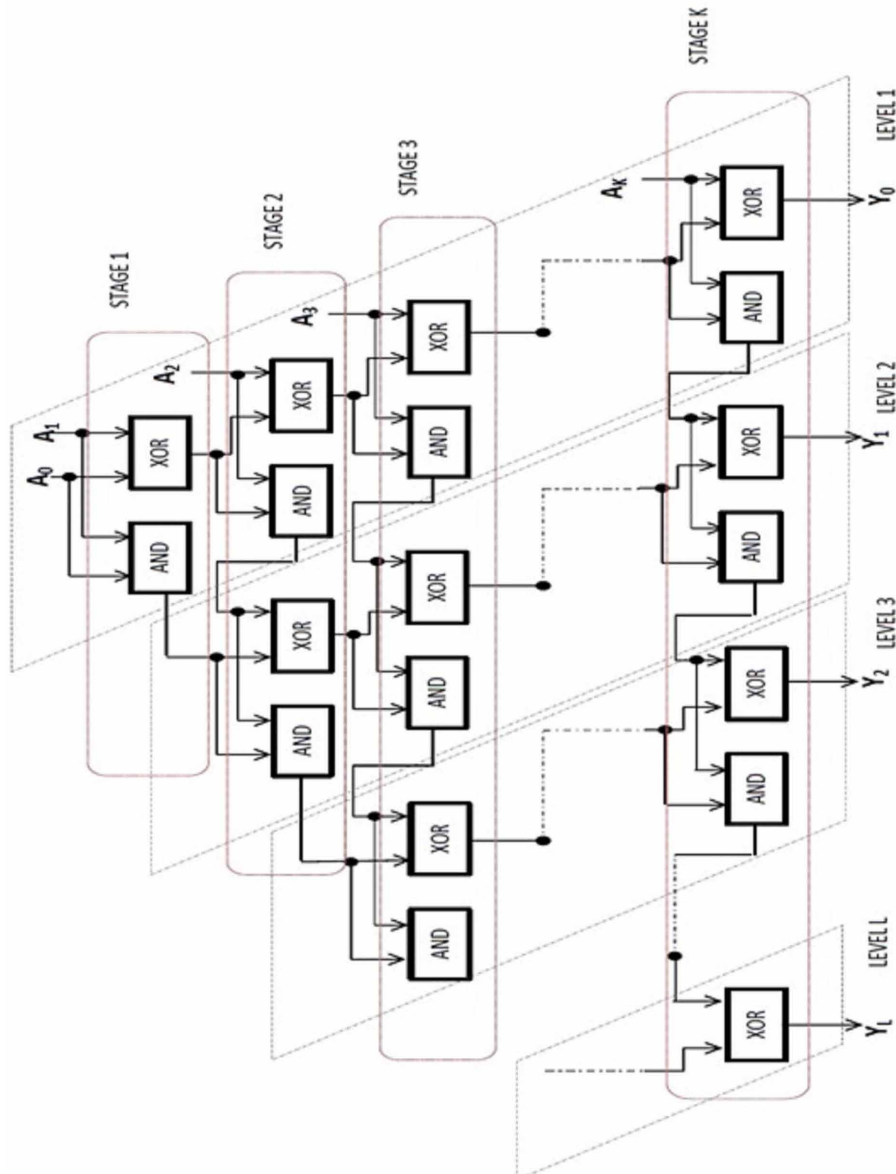 STAGE 1
A0
A1
AND
XOR
STAGE 2
A2
AND
XOR
AND
XOR
STAGE 3
A3
AND
XOR
AND
XOR
AND
XOR
STAGE K
AK
XOR
AND
XOR
AND
XOR
AND
XOR
YL
LEVEL L
Y2
LEVEL 3
Y1
LEVEL 2
Y0
LEVEL 1